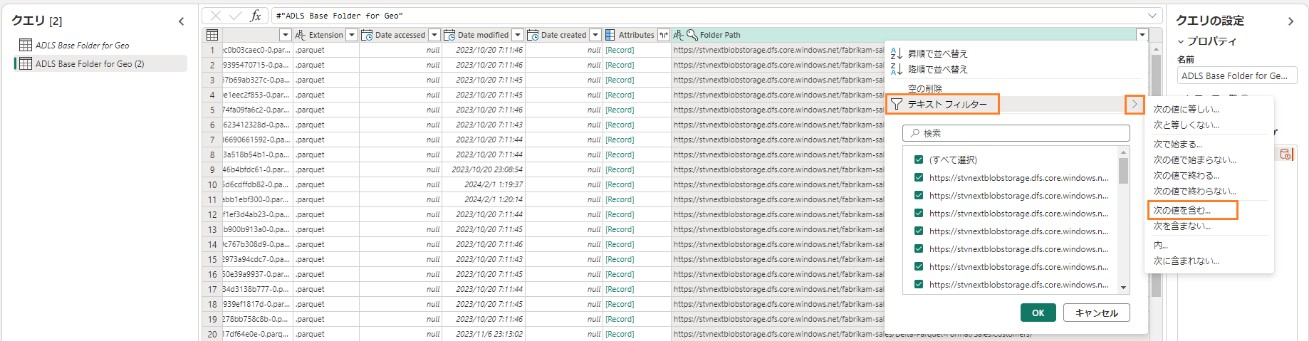 クエリ [2]
ADLS Base Folder for Geo
ADLS Base Folder for Geo (2)
fx
#"ADLS Base Folder for Geo"
Extension
Date accessed
Date modified
Date created
Attributes
Folder Path
1 c0b03caec0-0.pa... .parquet null 2023/10/20 7:11:46 null [Record] https://stvnextblobstorage.dfs.core.windows.net/fabrikam-sal
2 9395470715-0.pa... .parquet null 2023/10/20 7:11:46 null [Record] https://stvnextblobstorage.dfs.core.windows.net/fabrikam-sal
3 67b69ab327c-0.pa... .parquet null 2023/10/20 7:11:45 null [Record] https://stvnextblobstorage.dfs.core.windows.net/fabrikam-sal
4 e1eec2f853-0.par... .parquet null 2023/10/20 7:11:45 null [Record] https://stvnextblobstorage.dfs.core.windows.net/fabrikam-sal
5 74fa09fa6c2-0.pa... .parquet null 2023/10/20 7:11:46 null [Record] https://stvnextblobstorage.dfs.core.windows.net/fabrikam-sal
6 623412328d-0.pa... .parquet null 2023/10/20 7:11:43 null [Record] https://stvnextblobstorage.dfs.core.windows.net/fabrikam-sal
7 6690661592-0.par... .parquet null 2023/10/20 7:11:44 null [Record] https://stvnextblobstorage.dfs.core.windows.net/fabrikam-sal
8 3a518b54b1-0.pa... .parquet null 2023/10/20 7:11:44 null [Record] https://stvnextblobstorage.dfs.core.windows.net/fabrikam-sal
9 46b4bfdc61-0.par... .parquet null 2023/10/20 23:08:54 null [Record] https://stvnextblobstorage.dfs.core.windows.net/fabrikam-sal
10 d6cdffdb82-0.pa... .parquet null 2024/2/1 1:19:37 null [Record] https://stvnextblobstorage.dfs.core.windows.net/fabrikam-sal
11 abb1ebf300-0.par... .parquet null 2024/2/1 1:20:14 null [Record] https://stvnextblobstorage.dfs.core.windows.net/fabrikam-sal
12 f1ef3d4ab23-0.pa... .parquet null 2023/10/20 7:11:44 null [Record] https://stvnextblobstorage.dfs.core.windows.net/fabrikam-sal
13 b900b913a0-0.pa... .parquet null 2023/10/20 7:11:45 null [Record] https://stvnextblobstorage.dfs.core.windows.net/fabrikam-sal
14 0c767b308d9-0.pa... .parquet null 2023/10/20 7:11:46 null [Record] https://stvnextblobstorage.dfs.core.windows.net/fabrikam-sal
15 2973a94cdc7-0.pa... .parquet null 2023/10/20 7:11:43 null [Record] https://stvnextblobstorage.dfs.core.windows.net/fabrikam-sal
16 50e39a9937-0.par... .parquet null 2023/10/20 7:11:45 null [Record] https://stvnextblobstorage.dfs.core.windows.net/fabrikam-sal
17 34d3138b777-0.p... .parquet null 2023/10/20 7:11:44 null [Record] https://stvnextblobstorage.dfs.core.windows.net/fabrikam-sal
18 39ef1817d-0.par... .parquet null 2023/10/20 7:11:45 null [Record] https://stvnextblobstorage.dfs.core.windows.net/fabrikam-sal
19 278bb758c8b-0.p... .parquet null 2023/10/20 7:11:46 null [Record] https://stvnextblobstorage.dfs.core.windows.net/fabrikam-sal
20 17df64e0e-0.parq... .parquet null 2023/11/6 23:13:02 null [Record]
昇順で並べ替え
降順で並べ替え
空の削除
テキスト フィルター
検索
(すべて選択)
https://stvnextblobstorage.dfs.core.windows.n...
https://stvnextblobstorage.dfs.core.windows.n...
https://stvnextblobstorage.dfs.core.windows.n...
https://stvnextblobstorage.dfs.core.windows.n...
https://stvnextblobstorage.dfs.core.windows.n...
https://stvnextblobstorage.dfs.core.windows.n...
https://stvnextblobstorage.dfs.core.windows.n...
OK
キャンセル
次の値に等しい...
次と等しくない...
次で始まる...
次の値で始まらない...
次の値で終わる...
次の値で終わらない...
次の値を含む...
次を含まない...
内...
次に含まれない...
クエリの設定
プロパティ
名前
ADLS Base Folder for Ge...